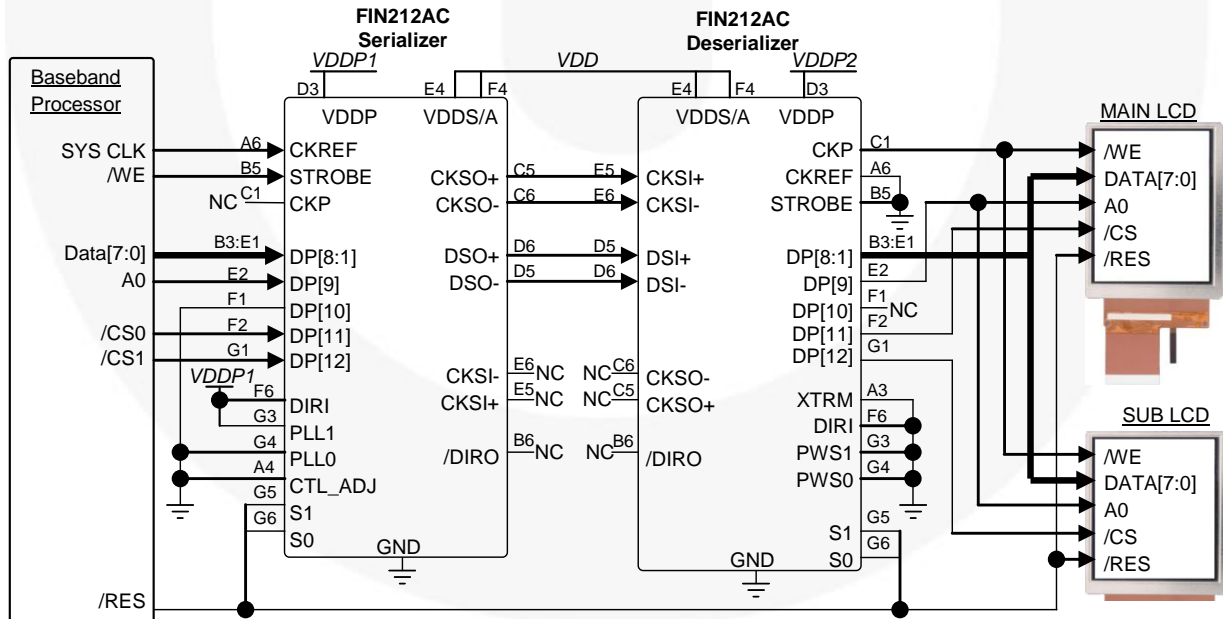 FIN212AC
Serializer
FIN212AC
Deserializer
VDDP1
VDD
VDDP2
D3
E4
F4
E4
F4
D3
Baseband
Processor
SYS CLK
/WE
Data[7:0]
A0
/CS0
/CS1
/RES
A6
B5
NC C1
B3:E1
E2
F1
F2
G1
VDDP1
F6
G3
G4
A4
G5
G6
VDDP
VDDS/A
CKREF
STROBE
CKP
DP[8:1]
DP[9]
DP[10]
DP[11]
DP[12]
DIRI
PLL1
PLL0
CTL_ADJ
S1
S0
GND
CKSO+
CKSO-
DSO+
DSO-
CKSI-
CKSI+
/DIRO
C5 E5
C6 E6
D6 D5
D5 D6
E6 NC NC C6
E5 NC NC C5
B6 NC NC B6
VDDS/A
VDDP
CKSI+
CKSI-
DSI+
DSI-
CKSO-
CKSO+
/DIRO
CKP
CKREF
STROBE
DP[8:1]
DP[9]
DP[10]
DP[11]
DP[12]
XTRM
DIRI
PWS1
PWS0
S1
S0
GND
C1
A6
B5
B3:E1
E2
F1
NC
F2
G1
A3
F6
G3
G4
G5
G6
MAIN LCD
/WE
DATA[7:0]
A0
/CS
/RES
SUB LCD
/WE
DATA[7:0]
A0
/CS
/RES